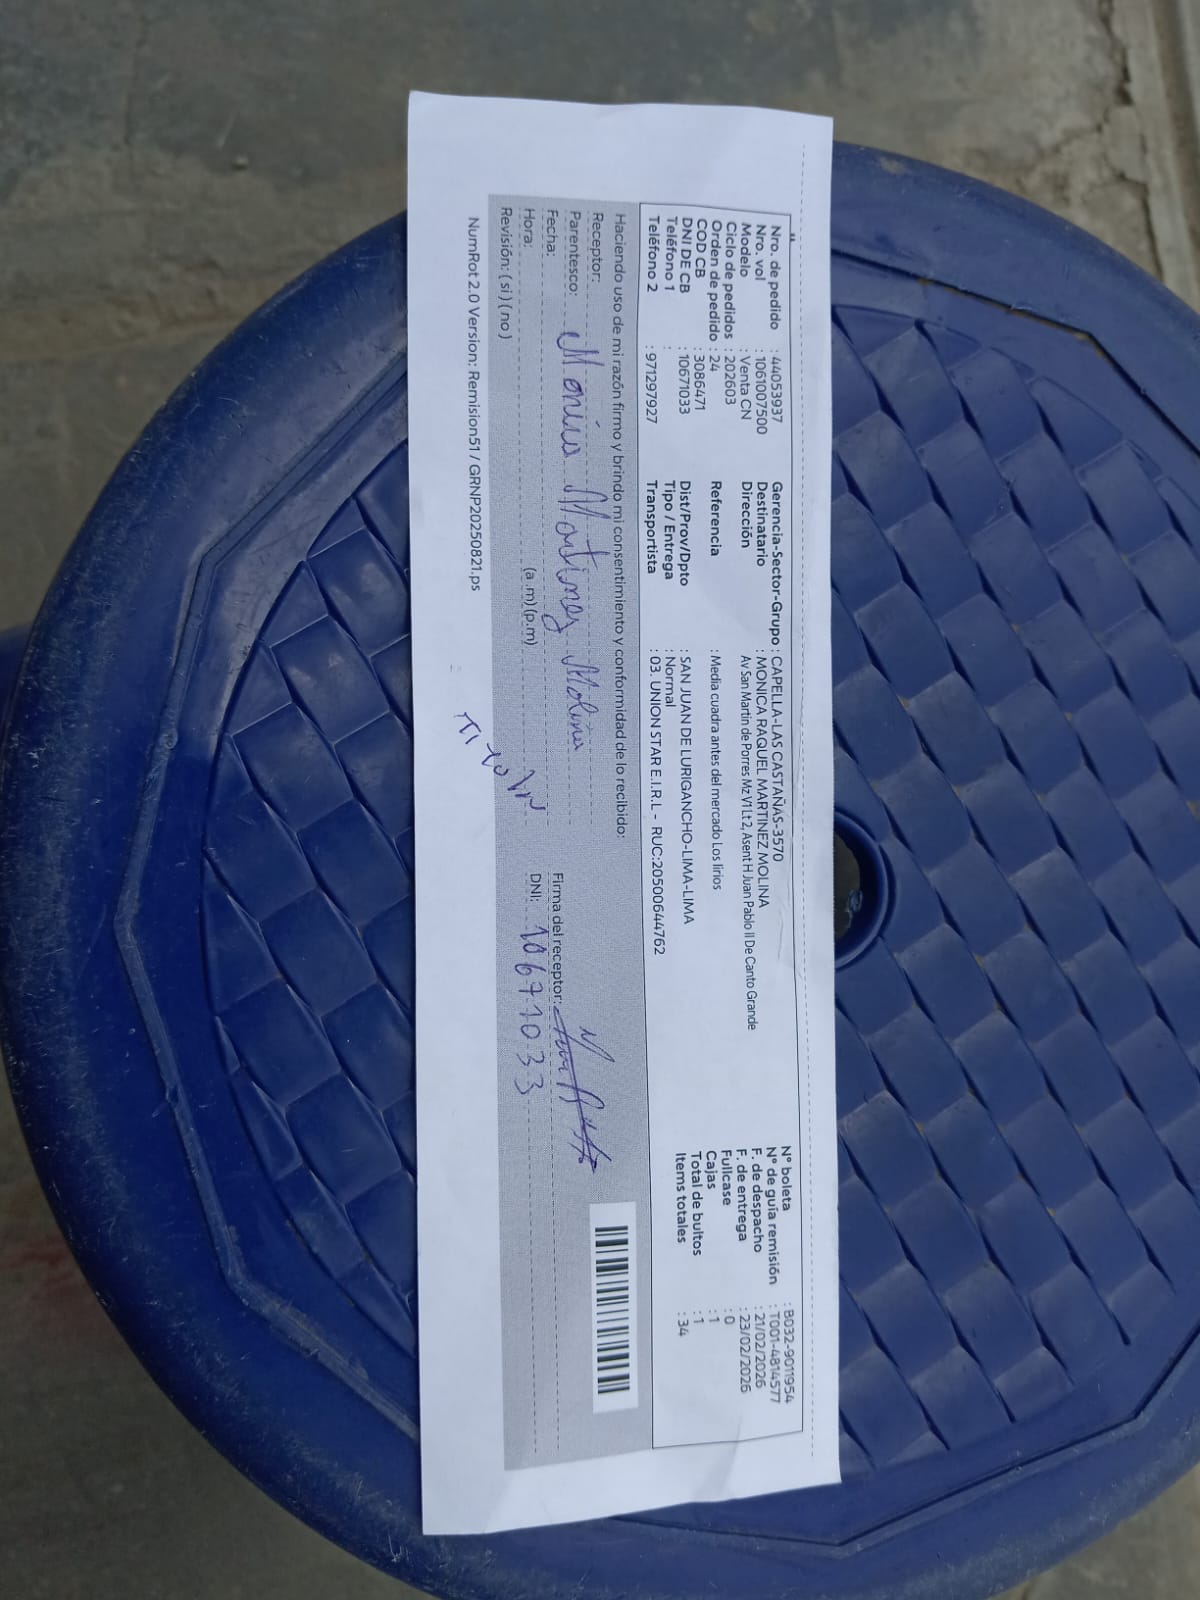 Nro. de pedido : 44053937
Nro. vol : 1061007500
Modelo : Venta CN
Ciclo de pedidos : 202603
Orden de pedido : 24
COD CB : 3086471
DNI DE CB : 10671033
Teléfono 1 :
Teléfono 2 : 971297927
Gerencia-Sector-Grupo : CAPELLA-LAS CASTAÑAS-3570
Destinatario : MONICA RAQUEL MARTINEZ MOLINA
Dirección : Av San Martin de Porres Mz V1 Lt 2, Asent H Juan Pablo II De Canto Grande
Referencia : Media cuadra antes del mercado Los lirios
Dist/Prov/Dpto : SAN JUAN DE LURIGANCHO-LIMA-LIMA
Tipo / Entrega : Normal
Transportista : 03. UNION STAR E.I.R.L - RUC:20500644762
N° boleta : B032-9011954
N° de guía remisión : T001-4814577
F. de despacho : 21/02/2026
F. de entrega : 23/02/2026
Fullcase : 0
Cajas : 1
Total de bultos : 1
Items totales : 34
Haciendo uso de mi razón firmo y brindo mi consentimiento y conformidad de lo recibido:
Receptor:
Parentesco: Monica Martinez Molina
Fecha:
Hora: (a .m)(p.m)
Revisión: ( si ) ( no )
Titular
Firma del receptor:
DNI: 10671033
NumRot 2.0 Version: Remision51 / GRNP20250821.ps